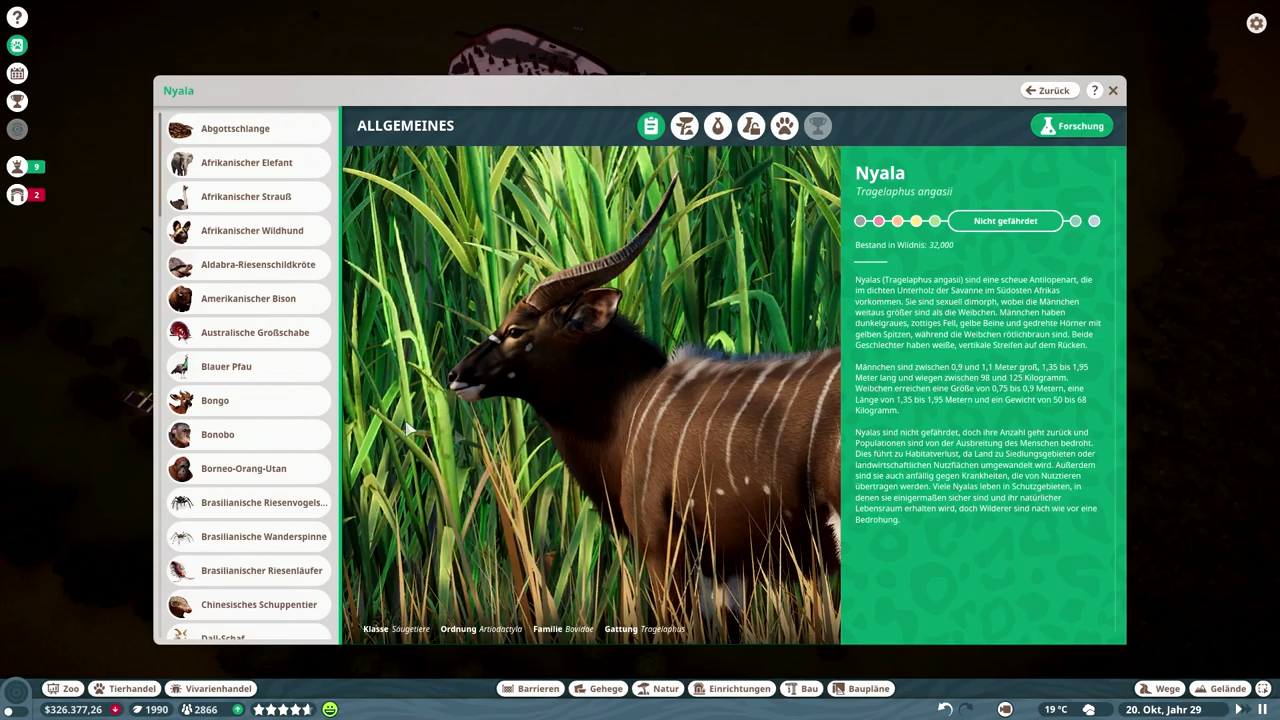 ?
9
2
Nyala
Zurück
?
Abgottschlange
Afrikanischer Elefant
Afrikanischer Strauß
Afrikanischer Wildhund
Aldabra-Riesenschildkröte
Amerikanischer Bison
Australische Großschabe
Blauer Pfau
Bongo
Bonobo
Borneo-Orang-Utan
Brasilianische Riesenvogels...
Brasilianische Wanderspinne
Brasilianischer Riesenläufer
Chinesisches Schuppentier
Dall-Schaf
ALLGEMEINES
Forschung
Klasse Säugetiere Ordnung Artiodactyla Familie Bovidae Gattung Tragelaphus
Nyala
Tragelaphus angasii
Nicht gefährdet
Bestand in Wildnis: 32,000
Nyalas (Tragelaphus angasii) sind eine scheue Antilopenart, die
im dichten Unterholz der Savanne im Südosten Afrikas
vorkommen. Sie sind sexuell dimorph, wobei die Männchen
weitaus größer sind als die Weibchen. Männchen haben
dunkelgraues, zottiges Fell, gelbe Beine und gedrehte Hörner mit
gelben Spitzen, während die Weibchen rötlichbraun sind. Beide
Geschlechter haben weiße, vertikale Streifen auf dem Rücken.
Männchen sind zwischen 0,9 und 1,1 Meter groß, 1,35 bis 1,95
Meter lang und wiegen zwischen 98 und 125 Kilogramm.
Weibchen erreichen eine Größe von 0,75 bis 0,9 Metern, eine
Länge von 1,35 bis 1,95 Metern und ein Gewicht von 50 bis 68
Kilogramm.
Nyalas sind nicht gefährdet, doch ihre Anzahl geht zurück und
Populationen sind von der Ausbreitung des Menschen bedroht.
Dies führt zu Habitatverlust, da Land zu Siedlungsgebieten oder
landwirtschaftlichen Nutzflächen umgewandelt wird. Außerdem
sind sie auch anfällig gegen Krankheiten, die von Nutztieren
übertragen werden. Viele Nyalas leben in Schutzgebieten, in
denen sie einigermaßen sicher sind und ihr natürlicher
Lebensraum erhalten wird, doch Wilderer sind nach wie vor eine
Bedrohung.
Zoo Tierhandel Vivarienhandel Barrieren Gehege Natur Einrichtungen Bau Baupläne Wege Gelände
$326.377,26 1990 2866 19 °C 20. Okt, Jahr 29